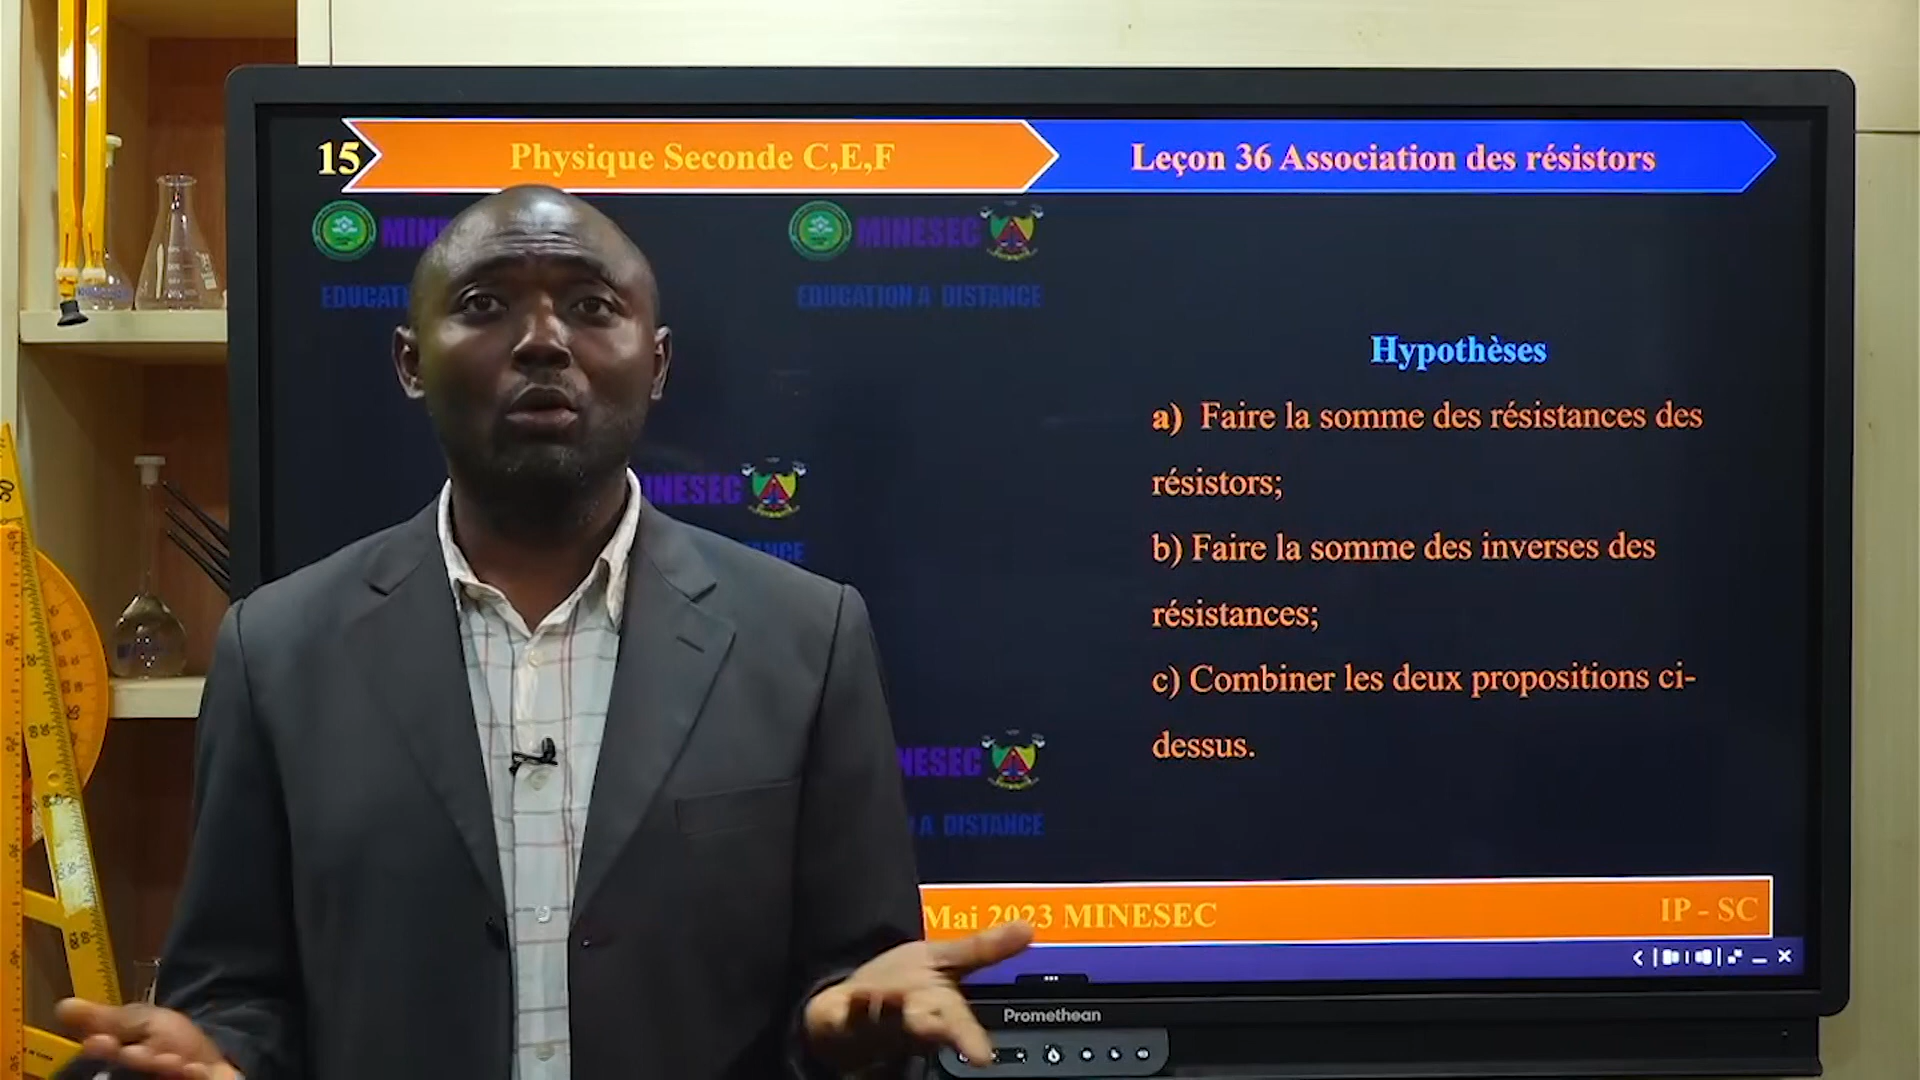 15
Physique Seconde C,E,F
Leçon 36 Association des résistors
MINESEC
EDUCATION A DISTANCE
Hypothèses
a) Faire la somme des résistances des
résistors;
b) Faire la somme des inverses des
résistances;
c) Combiner les deux propositions ci-
dessus.
A DISTANCE
Mai 2023 MINESEC
IP - SC
Promethean
50